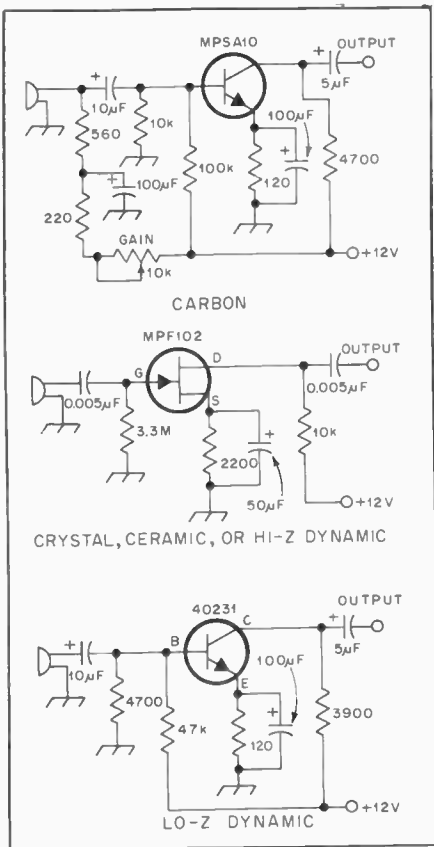 MPSA10
OUTPUT
+
10µF
+
5µF
10k
560
100µF
+
100k
+
100µF
120
4700
220
GAIN
10k
+12V
CARBON
MPF102
G
D
S
OUTPUT
0.005µF
0.005µF
3.3M
2200
+
10k
50µF
+12V
CRYSTAL, CERAMIC, OR HI-Z DYNAMIC
40231
B
C
E
OUTPUT
+
10µF
+
5µF
100µF
+
4700
47k
120
3900
+12V
LO-Z DYNAMIC